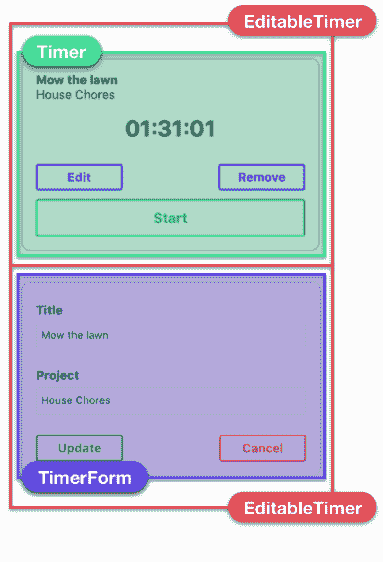 EditableTimer
Timer
Mow the lawn
House Chores
01:31:01
Edit Remove
Start
Title
Mow the lawn
Project
House Chores
Update Cancel
TimerForm
EditableTimer